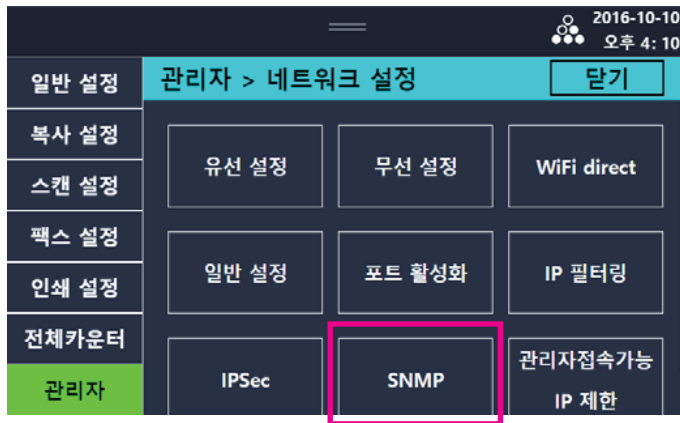 2016-10-10
오후 4: 10
일반 설정
관리자 > 네트워크 설정
닫기
복사 설정
스캔 설정
팩스 설정
인쇄 설정
전체카운터
관리자
유선 설정
무선 설정
WiFi direct
일반 설정
포트 활성화
IP 필터링
IPSec
SNMP
관리자접속가능
IP 제한